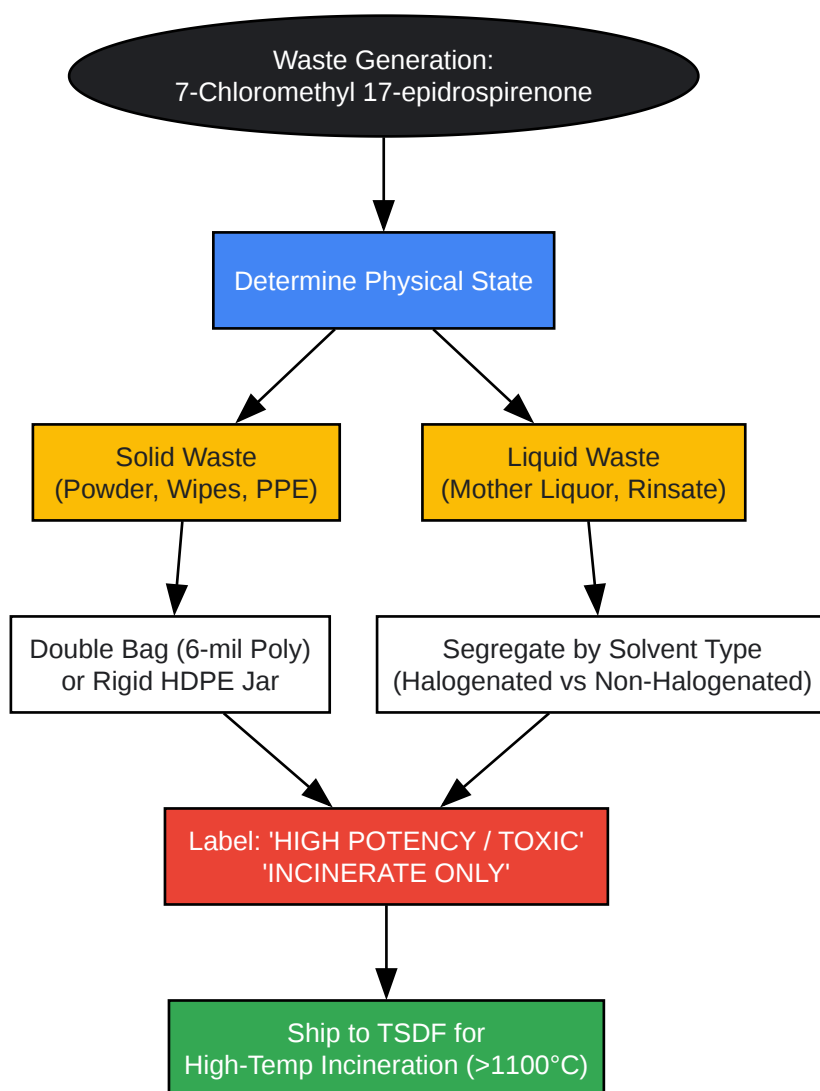 Waste Generation:
7-Chloromethyl 17-epidrospirenone
Determine Physical State
Solid Waste
(Powder, Wipes, PPE)
Liquid Waste
(Mother Liquor, Rinsate)
Double Bag (6-mil Poly)
or Rigid HDPE Jar
Segregate by Solvent Type
(Halogenated vs Non-Halogenated)
Label: 'HIGH POTENCY / TOXIC'
'INCINERATE ONLY'
Ship to TSDF for
High-Temp Incineration (>1100°C)